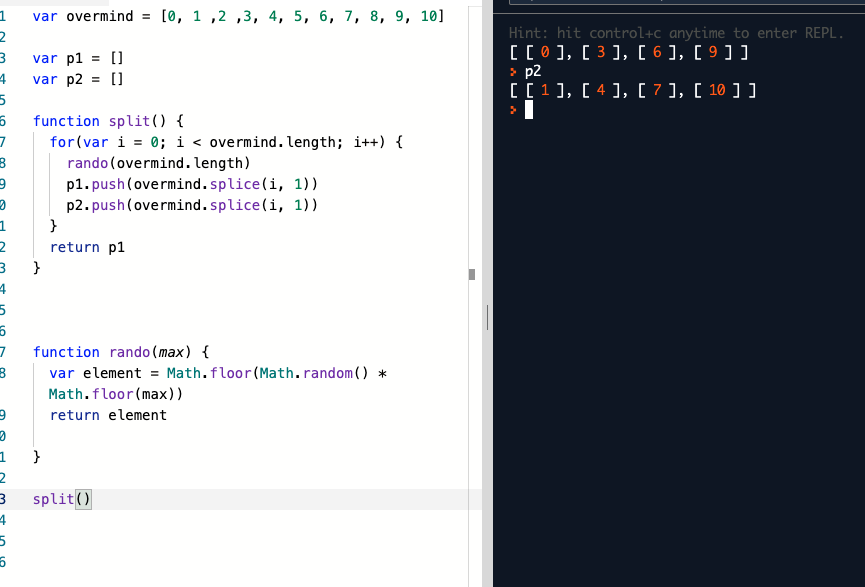 1 var overmind = [0, 1 ,2 ,3, 4, 5, 6, 7, 8, 9, 10]
2
3 var p1 = []
4 var p2 = []
5
6 function split() {
7 for(var i = 0; i < overmind.length; i++) {
8 rando(overmind.length)
9 p1.push(overmind.splice(i, 1))
0 p2.push(overmind.splice(i, 1))
1 }
2 return p1
3 }
4
5
6
7 function rando(max) {
8 var element = Math.floor(Math.random() *
Math.floor(max))
9 return element
0
1 }
2
3 split()
4
5
6
Hint: hit control+c anytime to enter REPL.
[ [ 0 ], [ 3 ], [ 6 ], [ 9 ] ]
> p2
[ [ 1 ], [ 4 ], [ 7 ], [ 10 ] ]
>